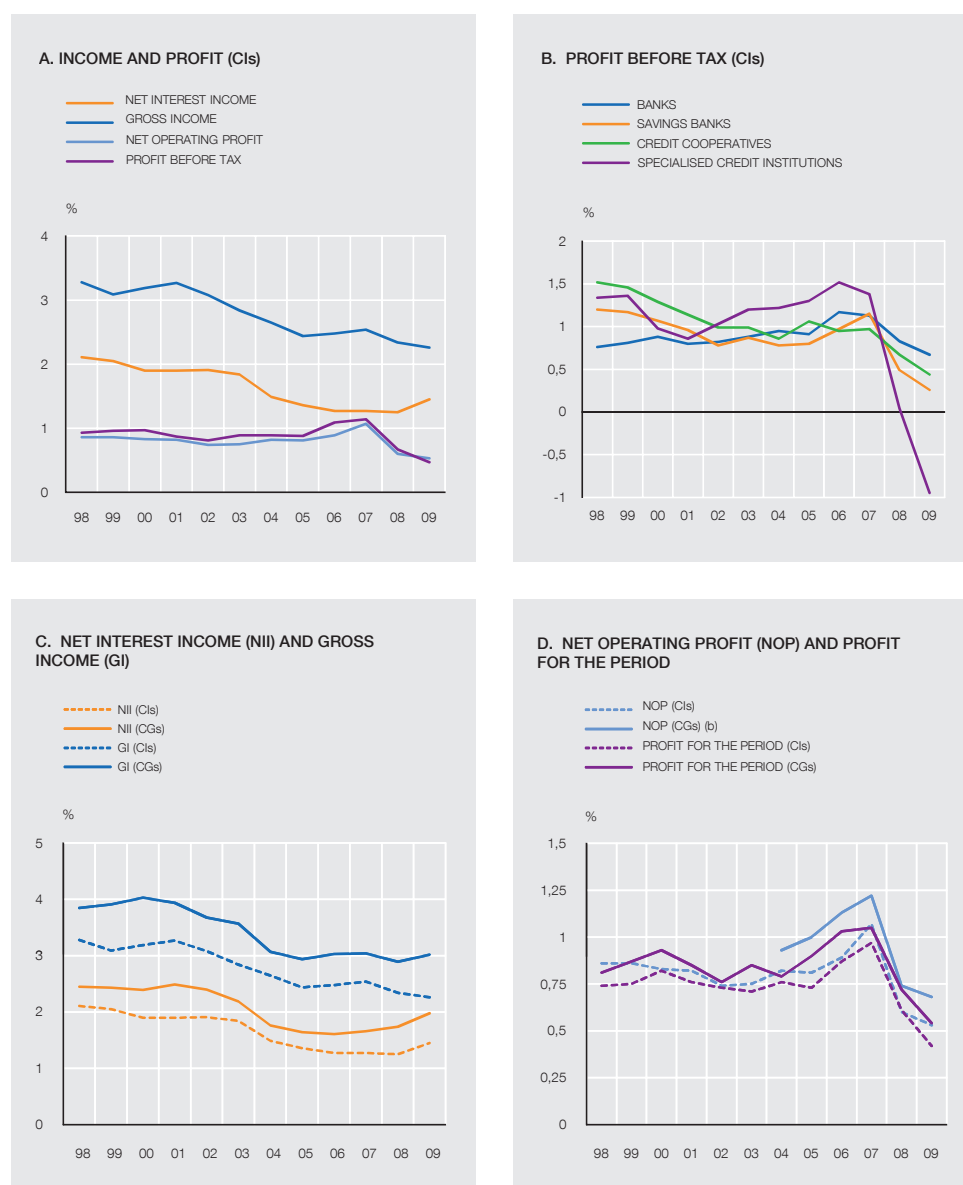 A. INCOME AND PROFIT (CIs)
NET INTEREST INCOME
GROSS INCOME
NET OPERATING PROFIT
PROFIT BEFORE TAX
%
4
3
2
1
0
98 99 00 01 02 03 04 05 06 07 08 09
B. PROFIT BEFORE TAX (CIs)
BANKS
SAVINGS BANKS
CREDIT COOPERATIVES
SPECIALISED CREDIT INSTITUTIONS
%
2
1,5
1
0,5
0
-0,5
-1
98 99 00 01 02 03 04 05 06 07 08 09
C. NET INTEREST INCOME (NII) AND GROSS
INCOME (GI)
NII (CIs)
NII (CGs)
GI (CIs)
GI (CGs)
%
5
4
3
2
1
0
98 99 00 01 02 03 04 05 06 07 08 09
D. NET OPERATING PROFIT (NOP) AND PROFIT
FOR THE PERIOD
NOP (CIs)
NOP (CGs) (b)
PROFIT FOR THE PERIOD (CIs)
PROFIT FOR THE PERIOD (CGs)
%
1,5
1,25
1
0,75
0,5
0,25
0
98 99 00 01 02 03 04 05 06 07 08 09